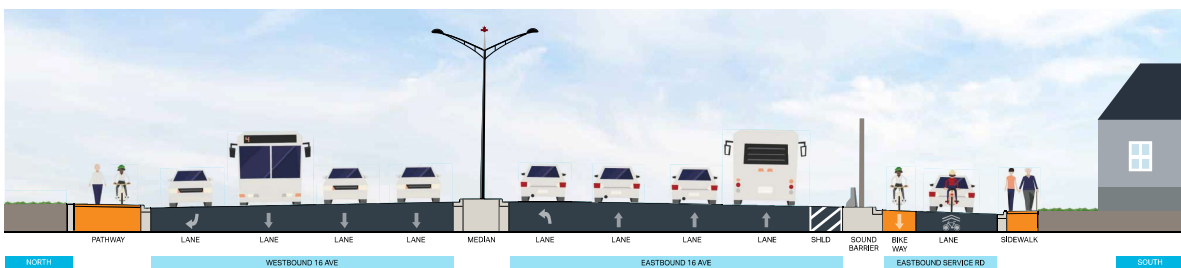 4
PATHWAY
LANE
LANE
LANE
LANE
MEDIAN
LANE
LANE
LANE
LANE
SHLD
SOUND
BARRIER
BIKE
WAY
LANE
SIDEWALK
NORTH
WESTBOUND 16 AVE
EASTBOUND 16 AVE
EASTBOUND SERVICE RD
SOUTH